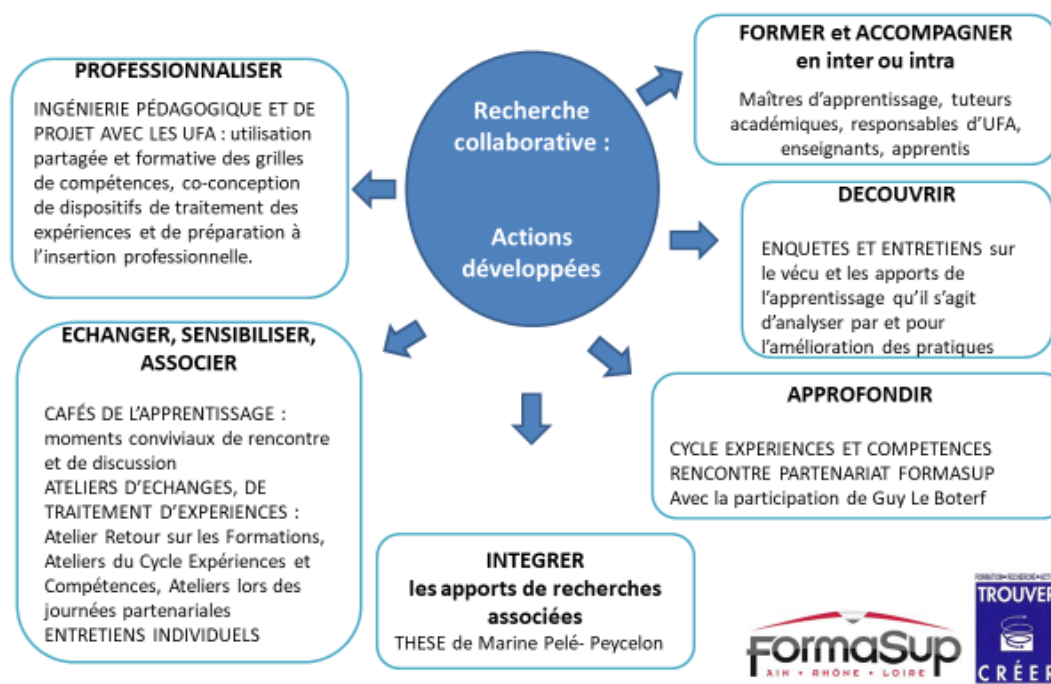 Recherche
collaborative :
Actions
développées
FORMER et ACCOMPAGNER
en inter ou intra
Maîtres d'apprentissage, tuteurs
académiques, responsables d'UFA,
enseignants, apprentis
DECOUVRIR
ENQUETES ET ENTRETIENS sur
le vécu et les apports de
l'apprentissage qu'il s'agit
d'analyser par et pour
l'amélioration des pratiques
APPROFONDIR
CYCLE EXPERIENCES ET COMPETENCES
RENCONTRE PARTENARIAT FORMASUP
Avec la participation de Guy Le Boterf
INTEGRER
les apports de recherches
associées
THESE de Marine Pelé- Peycelon
ECHANGER, SENSIBILISER,
ASSOCIER
CAFÉS DE L'APPRENTISSAGE :
moments conviviaux de rencontre
et de discussion
ATELIERS D'ECHANGES, DE
TRAITEMENT D'EXPERIENCES :
Atelier Retour sur les Formations,
Ateliers du Cycle Expériences et
Compétences, Ateliers lors des
journées partenariales
ENTRETIENS INDIVIDUELS
PROFESSIONNALISER
INGÉNIERIE PÉDAGOGIQUE ET DE
PROJET AVEC LES UFA : utilisation
partagée et formative des grilles
de compétences, co-conception
de dispositifs de traitement des
expériences et de préparation à
l'insertion professionnelle.
FormaSup
AIN • RHÔNE • LOIRE
FORMATION•RECHERCHE•
TROUVER
CRÉER